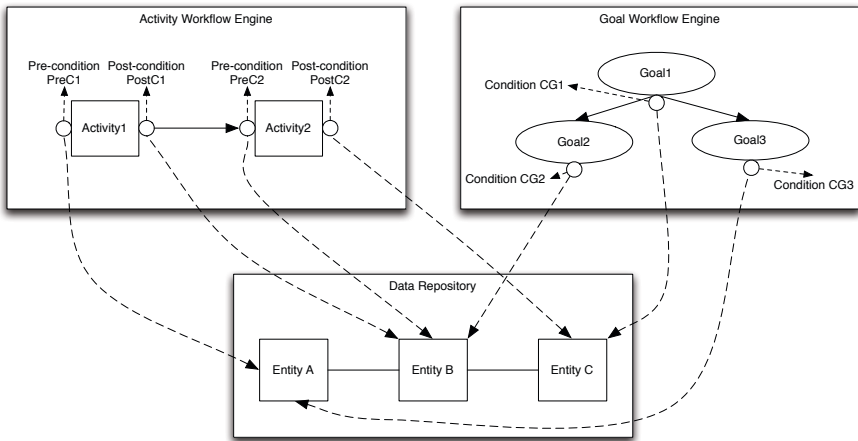 Activity Workflow Engine
Pre-condition
PreC1
Post-condition
PostC1
Pre-condition
PreC2
Post-condition
PostC2
Activity1
Activity2
Goal Workflow Engine
Goal1
Condition CG1
Goal2
Goal3
Condition CG2
Condition CG3
Data Repository
Entity A
Entity B
Entity C